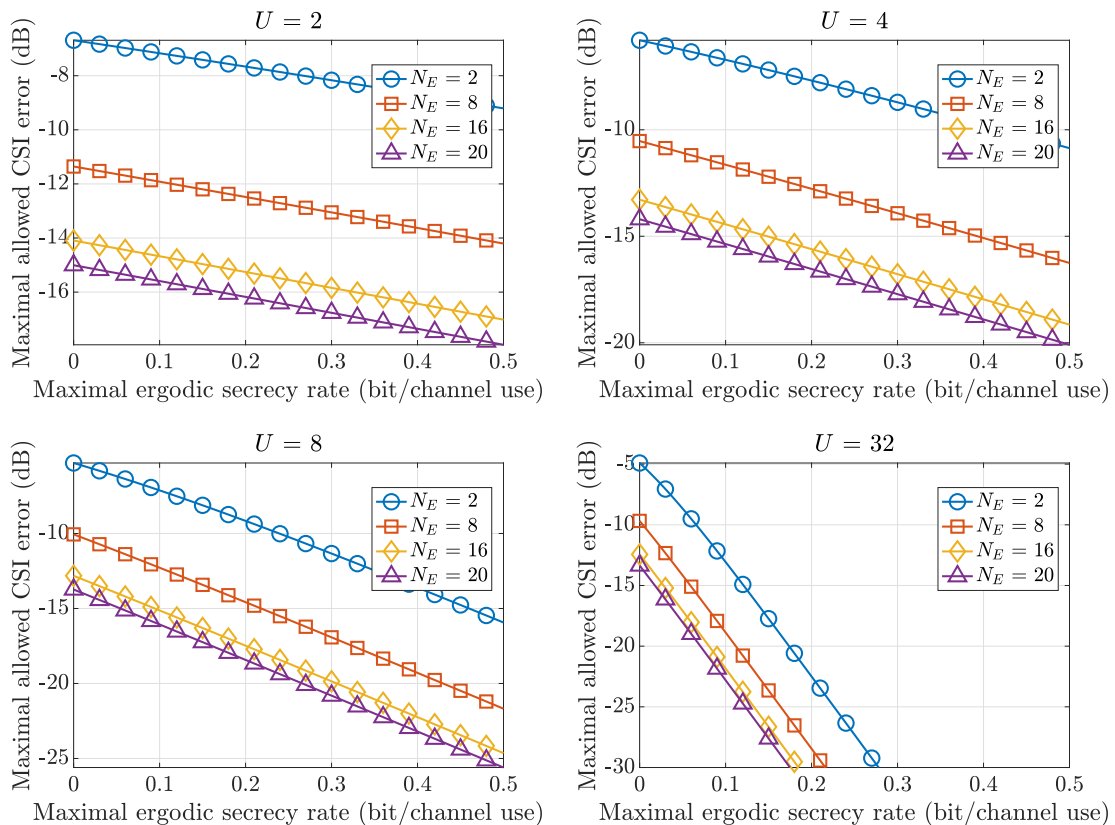 U = 2
Maximal allowed CSI error (dB)
-8
-10
-12
-14
-16
N_E = 2
N_E = 8
N_E = 16
N_E = 20
0 0.1 0.2 0.3 0.4 0.5
Maximal ergodic secrecy rate (bit/channel use)
U = 4
Maximal allowed CSI error (dB)
-10
-15
-20
N_E = 2
N_E = 8
N_E = 16
N_E = 20
0 0.1 0.2 0.3 0.4 0.5
Maximal ergodic secrecy rate (bit/channel use)
U = 8
Maximal allowed CSI error (dB)
-10
-15
-20
-25
N_E = 2
N_E = 8
N_E = 16
N_E = 20
0 0.1 0.2 0.3 0.4 0.5
Maximal ergodic secrecy rate (bit/channel use)
U = 32
Maximal allowed CSI error (dB)
-5
-10
-15
-20
-25
-30
N_E = 2
N_E = 8
N_E = 16
N_E = 20
0 0.1 0.2 0.3 0.4 0.5
Maximal ergodic secrecy rate (bit/channel use)